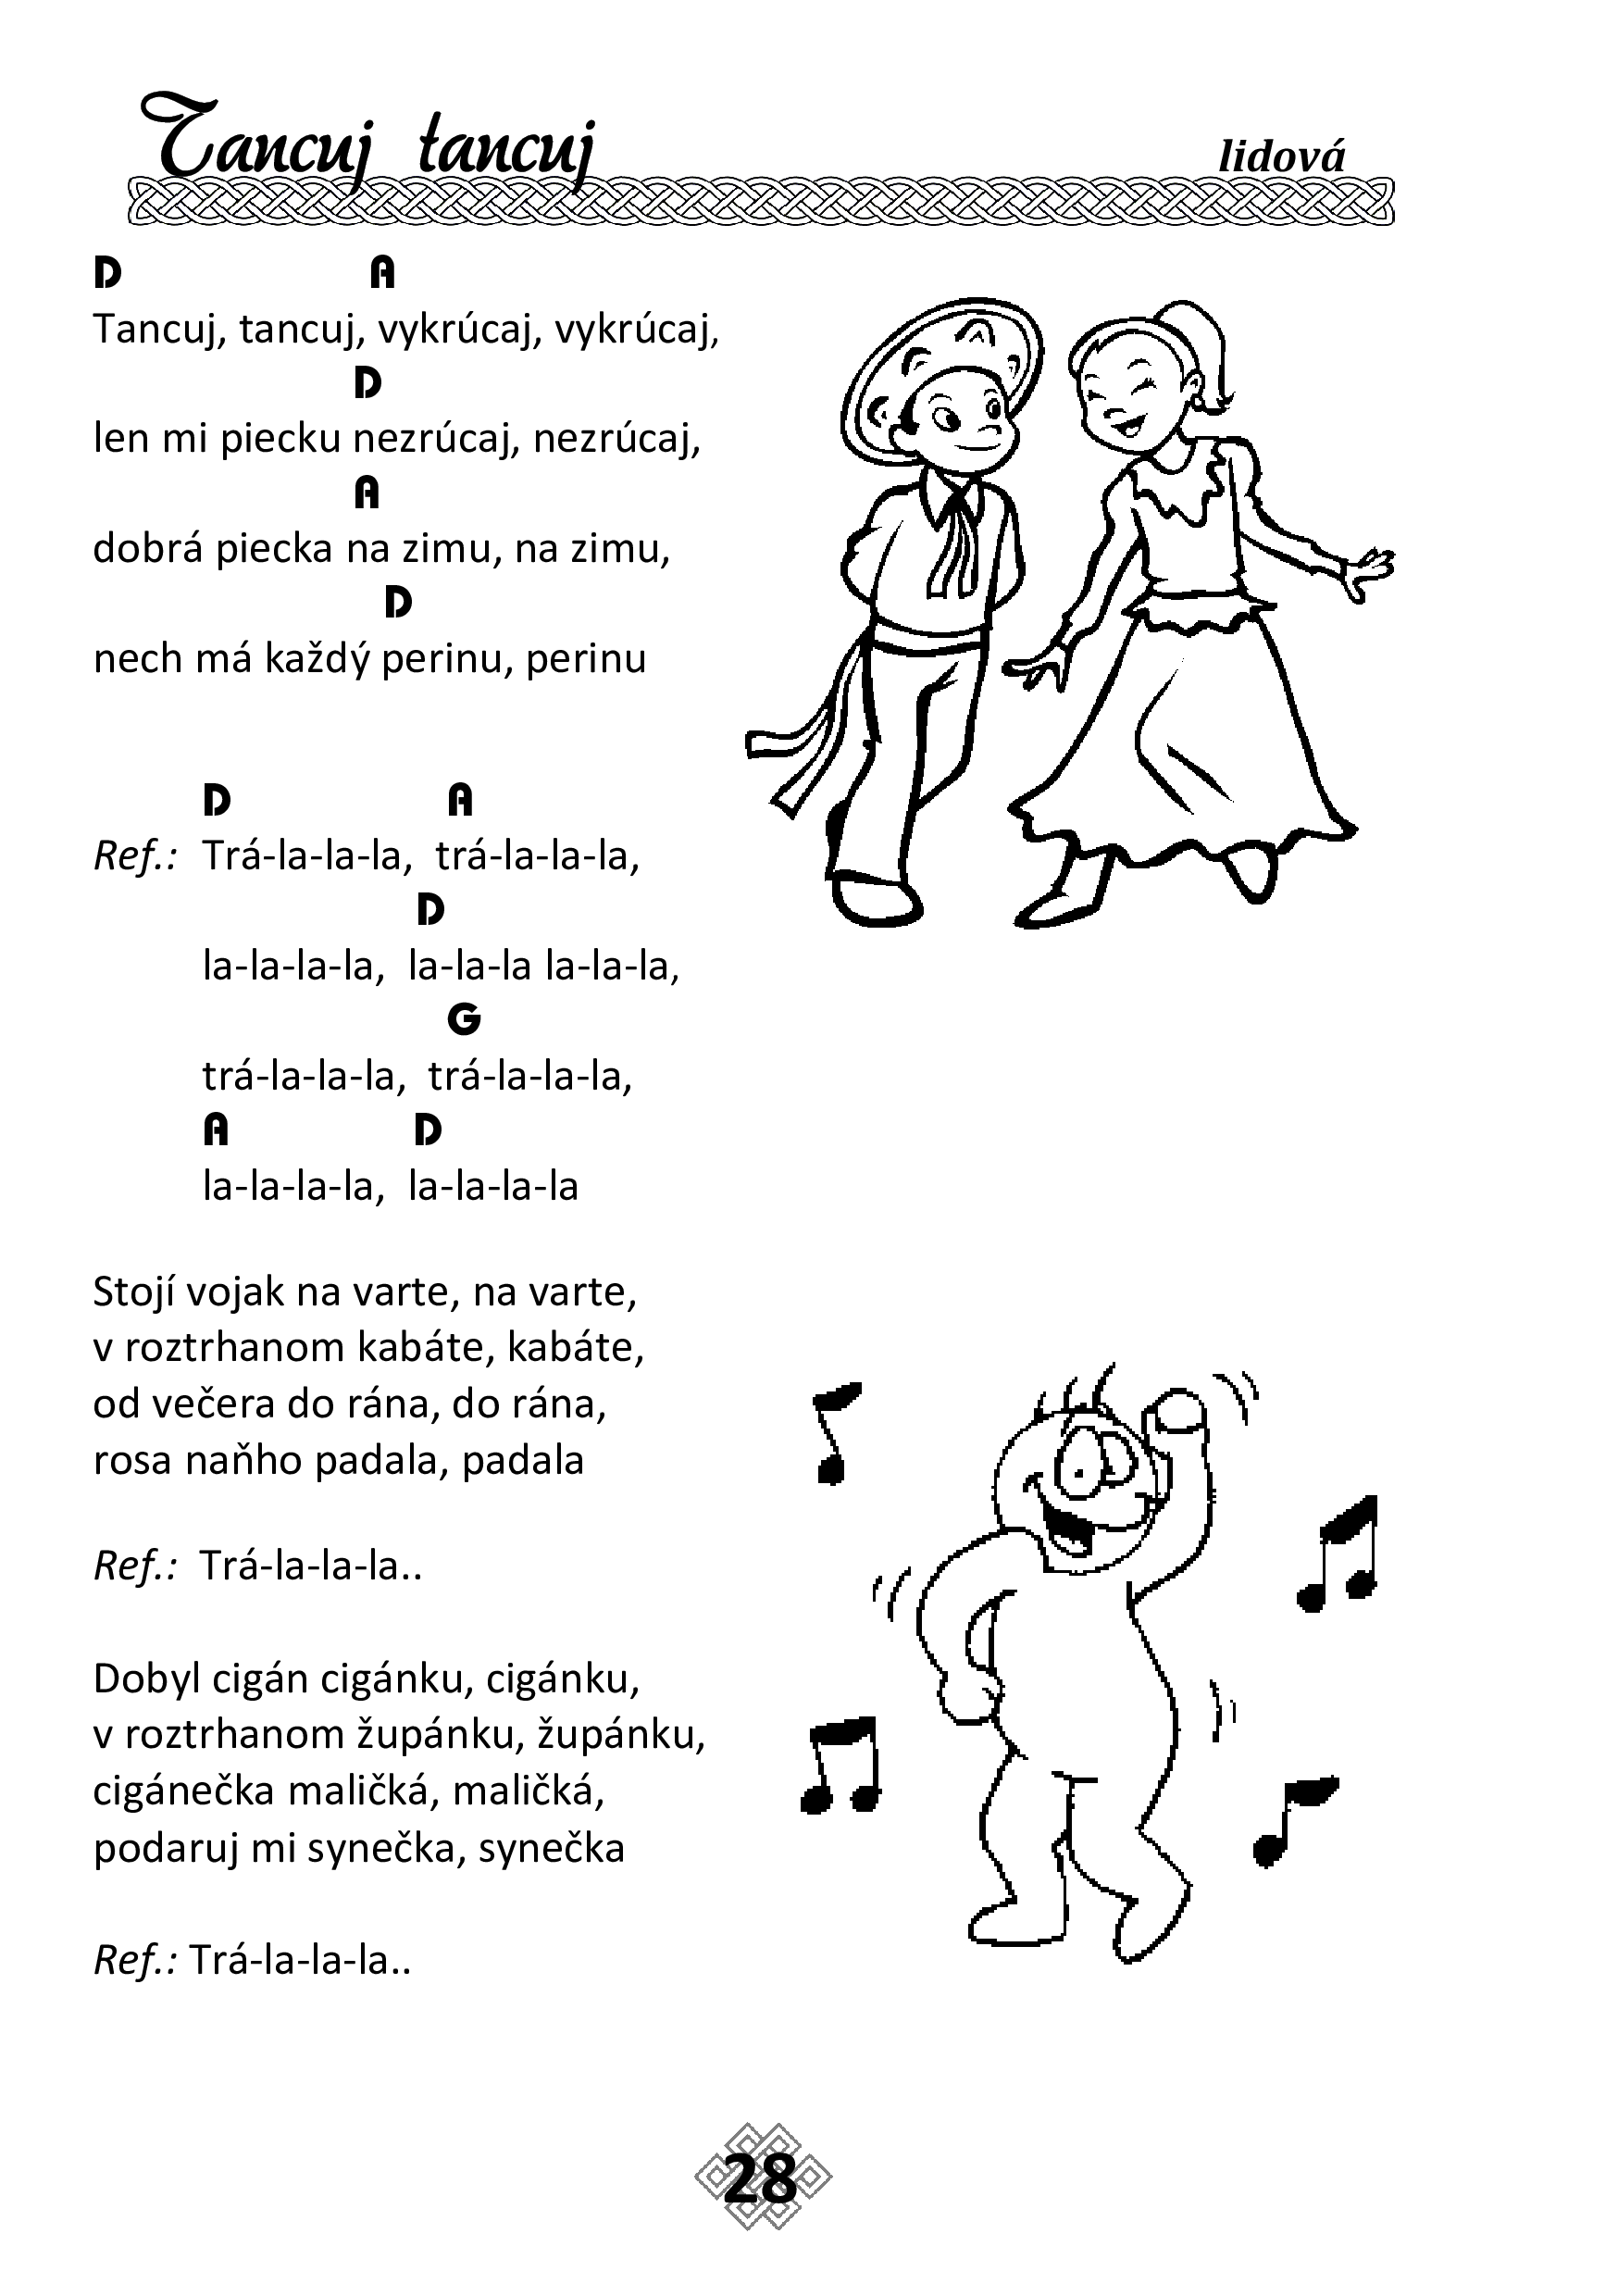 Tancuj tancuj lidová
D A
Tancuj, tancuj, vykrúcaj, vykrúcaj,
D
len mi piecku nezrúcaj, nezrúcaj,
A
dobrá piecka na zimu, na zimu,
D
nech má každý perinu, perinu
D A
Ref.: Trá-la-la-la, trá-la-la-la,
D
la-la-la-la, la-la-la la-la-la,
G
trá-la-la-la, trá-la-la-la,
A D
la-la-la-la, la-la-la-la
Stojí vojak na varte, na varte,
v roztrhanom kabáte, kabáte,
od večera do rána, do rána,
rosa naňho padala, padala
Ref.: Trá-la-la-la..
Dobyl cigán cigánku, cigánku,
v roztrhanom župánku, župánku,
cigánečka maličká, maličká,
podaruj mi synečka, synečka
Ref.: Trá-la-la-la..
28